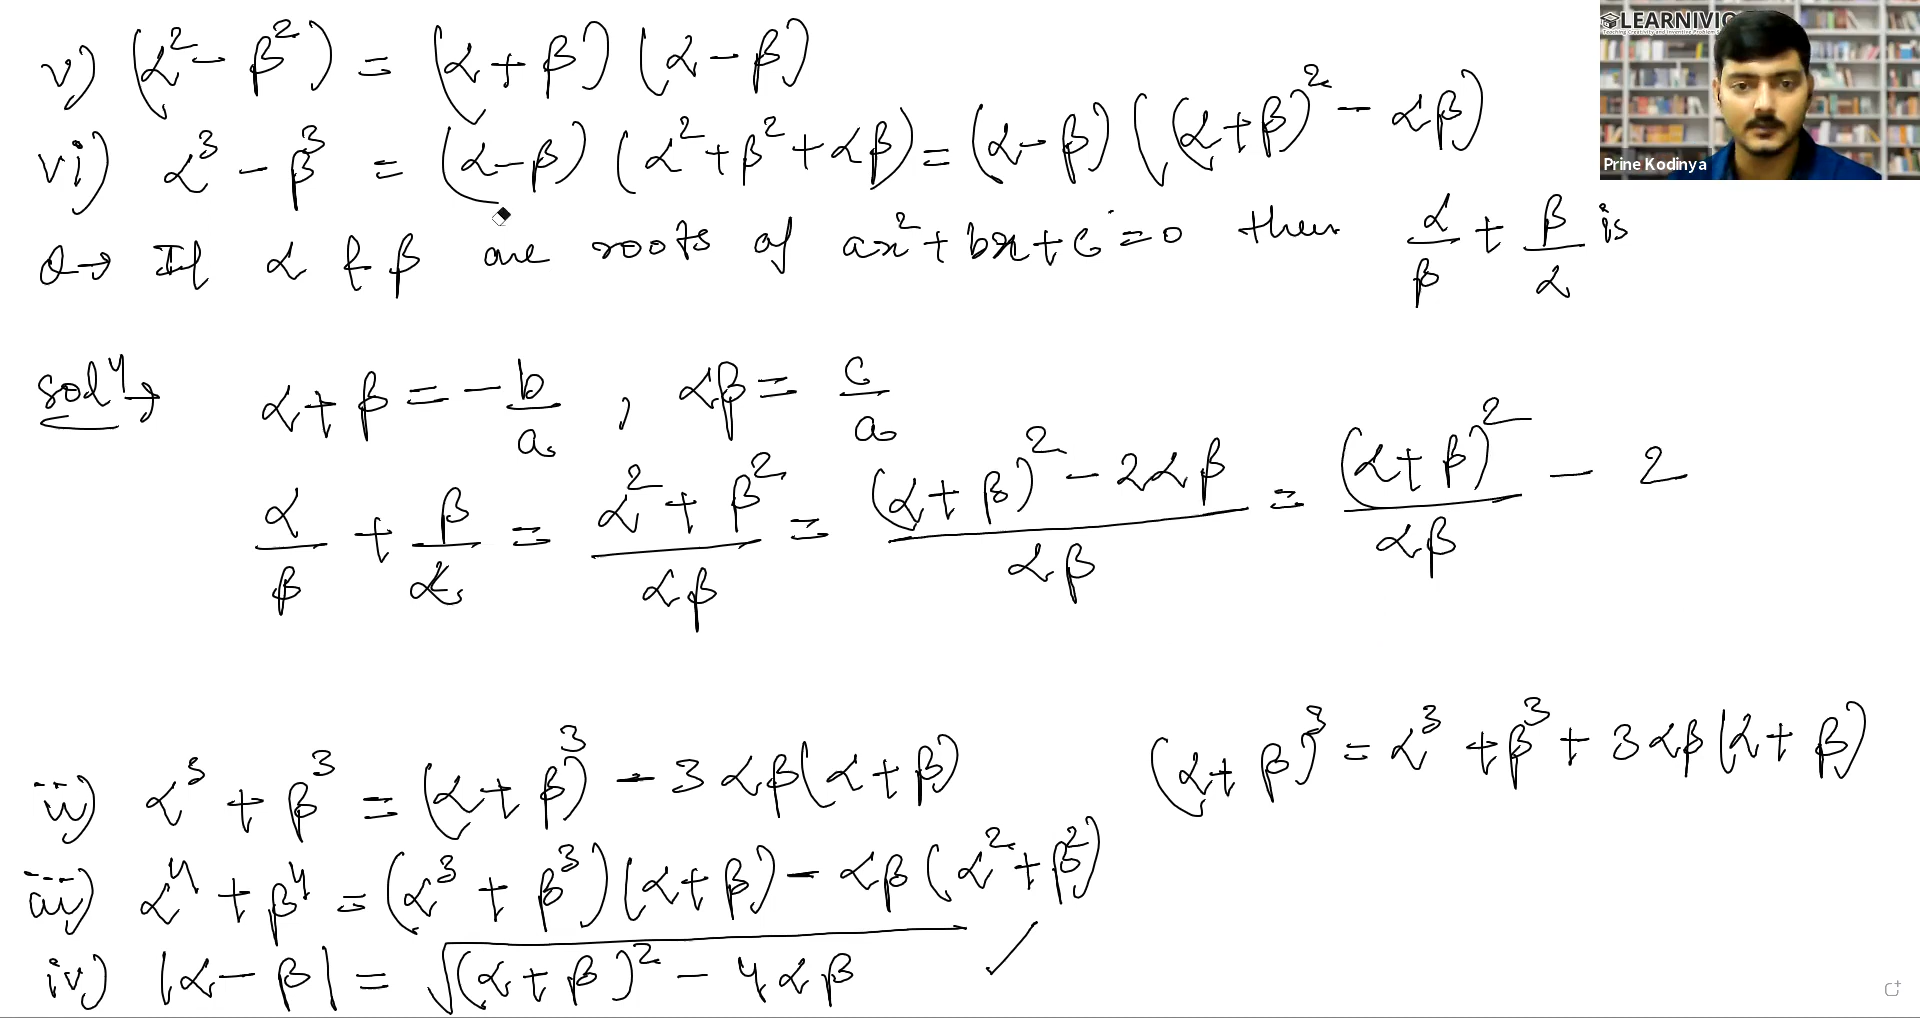 LEARNIVIO
Prine Kodinya
v) (α² - β²) = (α + β) (α - β)
vi) α³ - β³ = (α - β) (α² + β² + αβ) = (α - β) ((α+β)² - αβ)
Q→ If α & β are roots of ax² + bx + c = 0 then α/β + β/α is
solⁿ→ α + β = -b/a , αβ = c/a
α/β + β/α = (α² + β²)/αβ = ((α + β)² - 2αβ)/αβ = (α + β)²/αβ - 2
ii) α³ + β³ = (α + β)³ - 3αβ(α + β) (α + β)³ = α³ + β³ + 3αβ(α + β)
iii) α⁴ + β⁴ = (α³ + β³)(α + β) - αβ(α² + β²)
iv) |α - β| = √((α + β)² - 4αβ) ✓